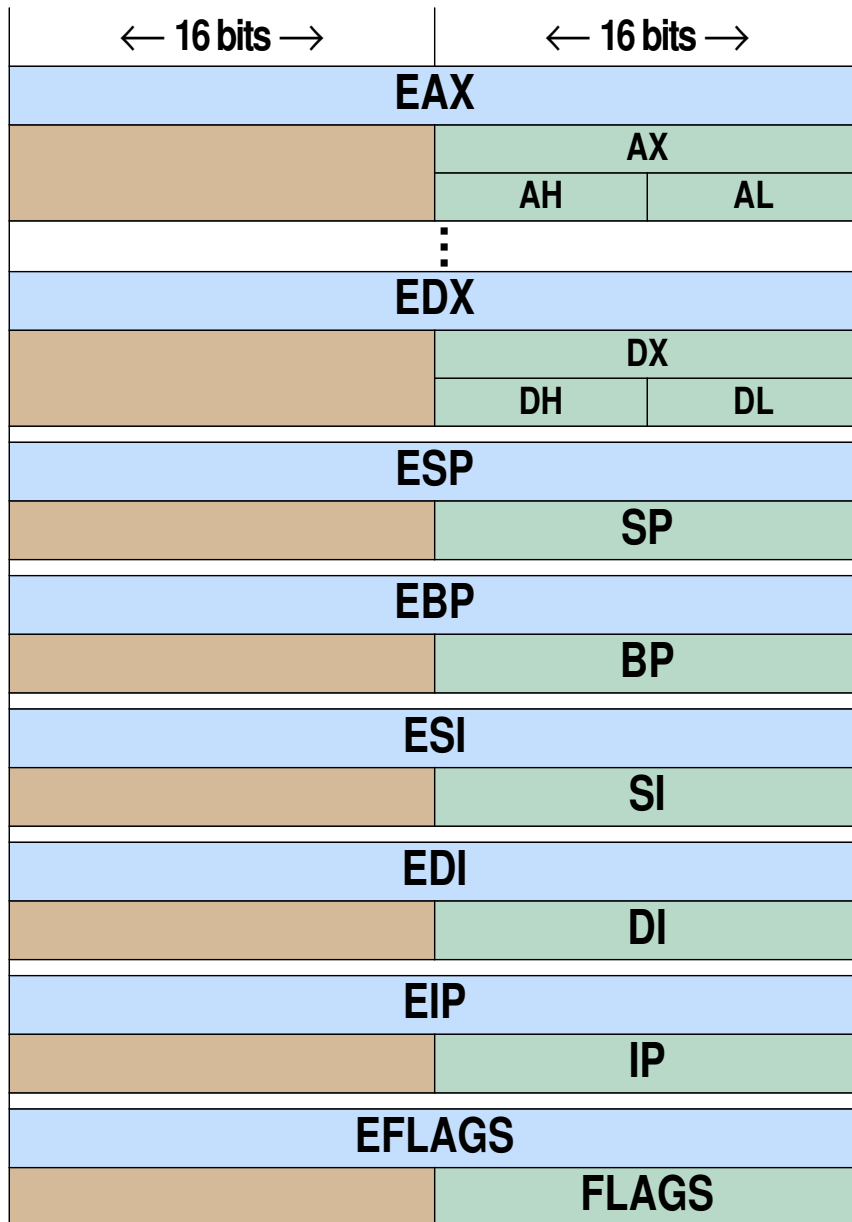 ← 16 bits → ← 16 bits →
EAX
AX
AH AL
⋮
EDX
DX
DH DL
ESP
SP
EBP
BP
ESI
SI
EDI
DI
EIP
IP
EFLAGS
FLAGS